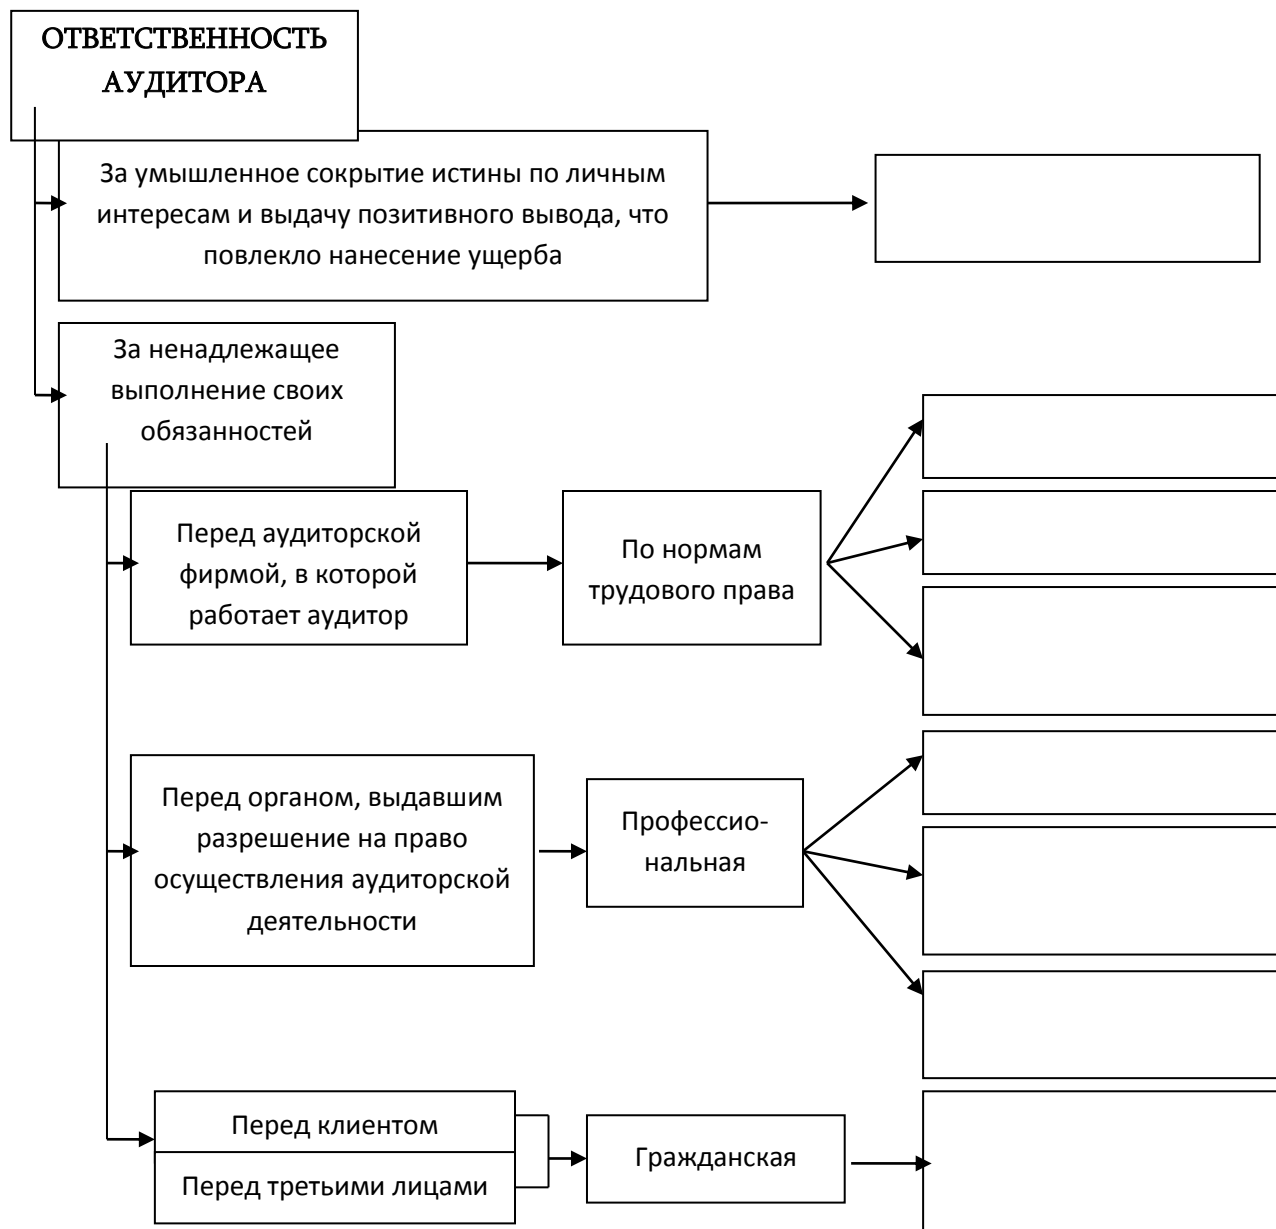 ОТВЕТСТВЕННОСТЬ
АУДИТОРА
За умышленное сокрытие истины по личным
интересам и выдачу позитивного вывода, что
повлекло нанесение ущерба
За ненадлежащее
выполнение своих
обязанностей
Перед аудиторской
фирмой, в которой
работает аудитор
По нормам
трудового права
Перед органом, выдавшим
разрешение на право
осуществления аудиторской
деятельности
Профессио-
нальная
Перед клиентом
Перед третьими лицами
Гражданская